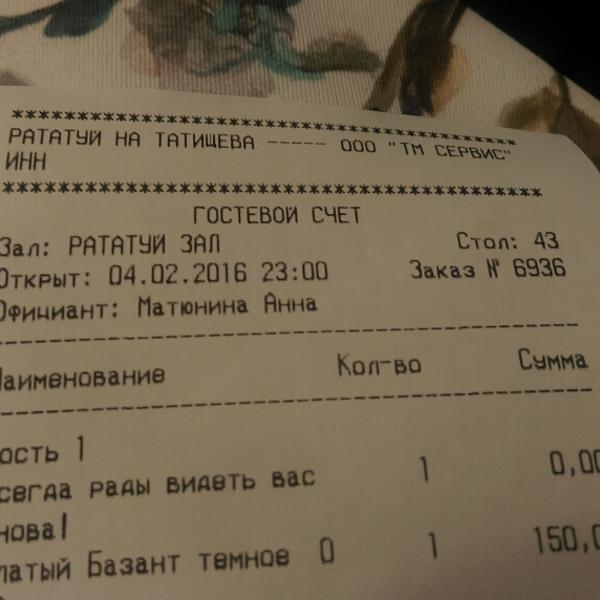 ****************************************
РАТАТУЙ НА ТАТИЩЕВА ----- ООО "ТМ СЕРВИС"
ИНН
****************************************
ГОСТЕВОЙ СЧЕТ
Зал: РАТАТУЙ ЗАЛ Стол: 43
Открыт: 04.02.2016 23:00 Заказ № 6936
Официант: Матюнина Анна
Наименование Кол-во Сумма
ость 1
сегда рады видеть вас 1 0,00
нова!
латый Базант темное 0 1 150,0